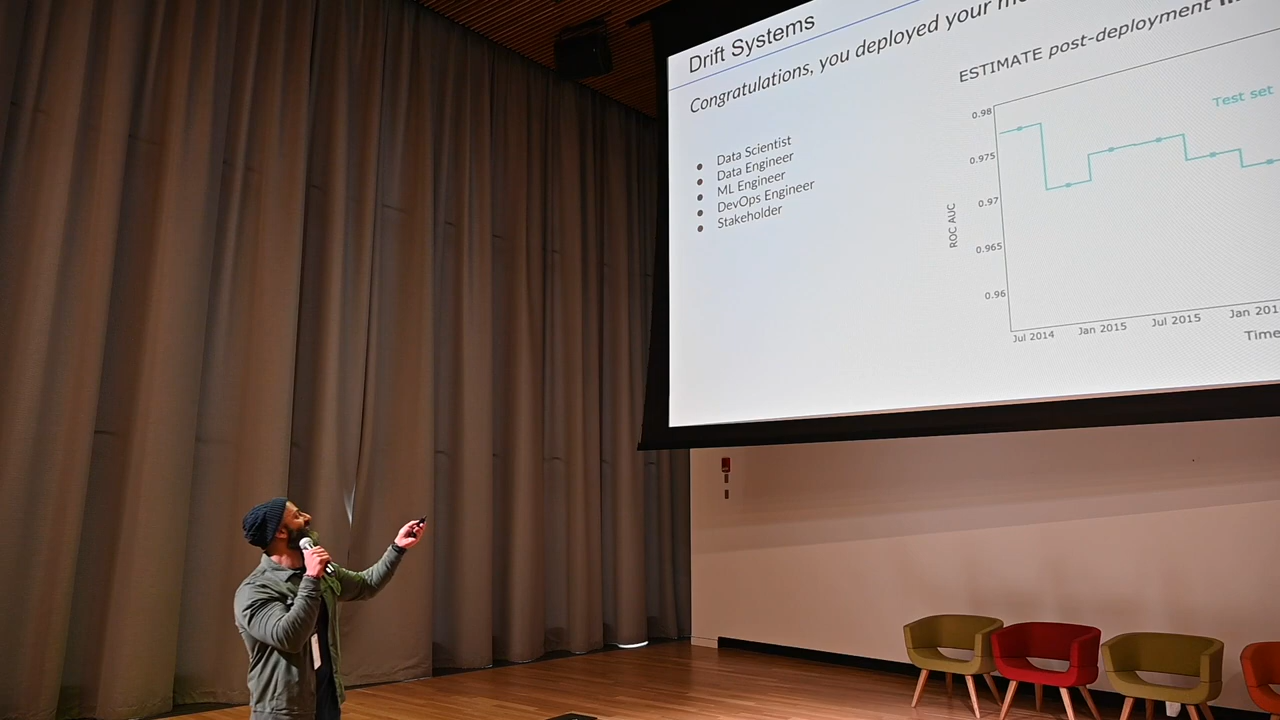 Drift Systems
Congratulations, you deployed your
Data Scientist
Data Engineer
ML Engineer
DevOps Engineer
Stakeholder
ESTIMATE post-deployment
Test set
0.98
0.975
0.97
0.965
0.96
ROC AUC
Jul 2014
Jan 2015
Jul 2015
Jan
Time